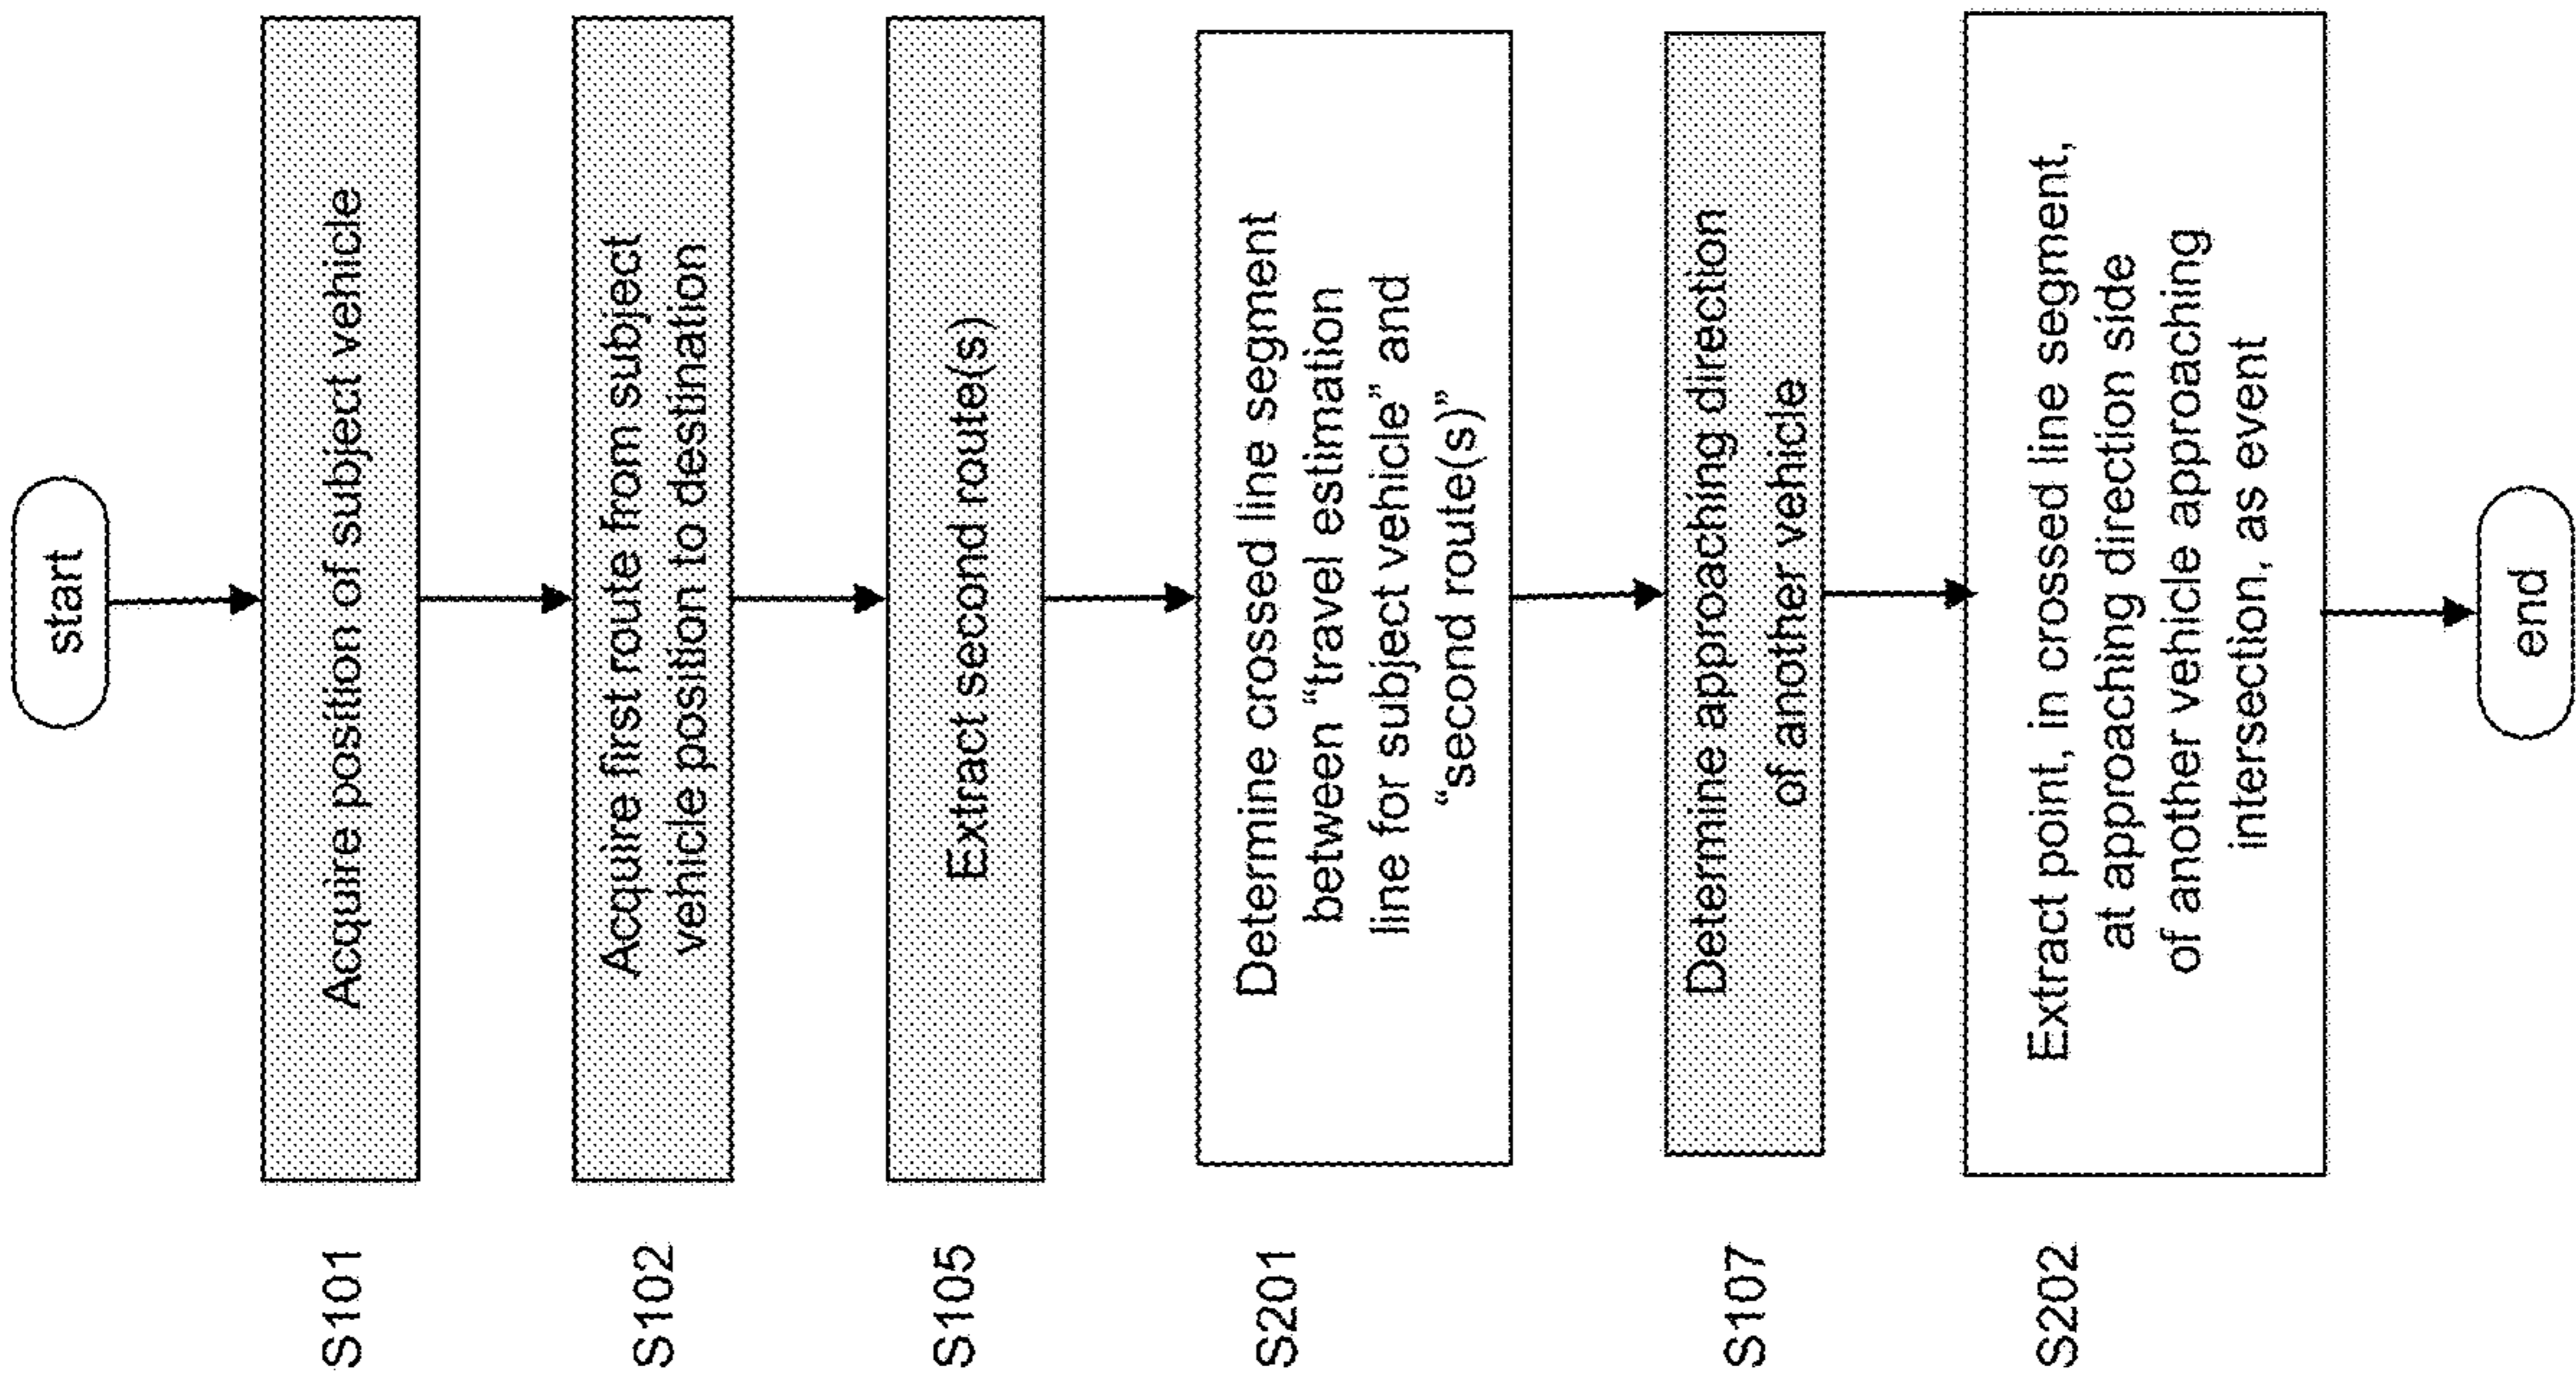 start
S101
Acquire position of subject vehicle
S102
Acquire first route from subject
vehicle position to destination
S105
Extract second route(s)
S201
Determine crossed line segment
between “travel estimation
line for subject vehicle” and
“second route(s)”
S107
Determine approaching direction
of another vehicle
S202
Extract point, in crossed line segment,
at approaching direction side
of another vehicle approaching
intersection, as event
end